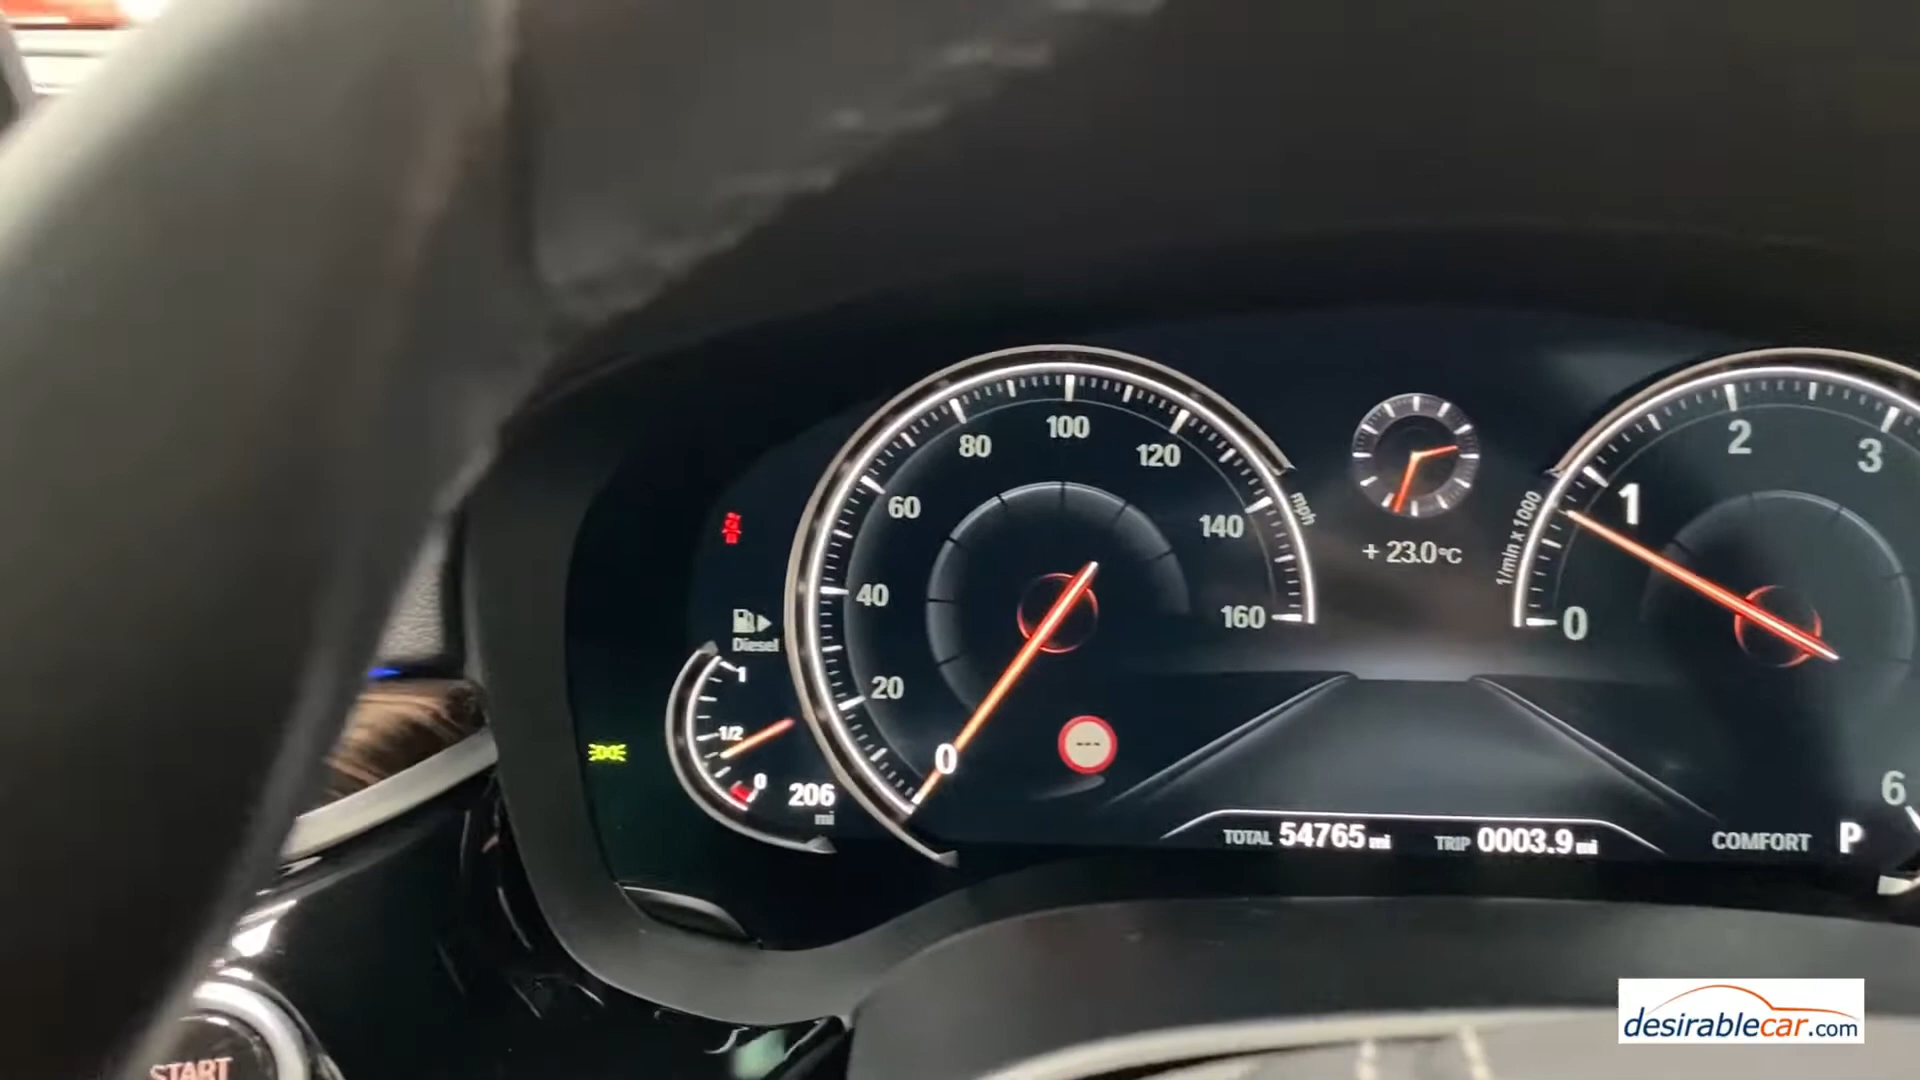 100
80
120
2
3
60
1
140
mph
1/min x 1000
+ 23.0°C
40
160
0
Diesel
1
20
1/2
0
0
206
mi
6
TOTAL 54765 mi
TRIP 0003.9 mi
COMFORT P
---
desirablecar.com
START